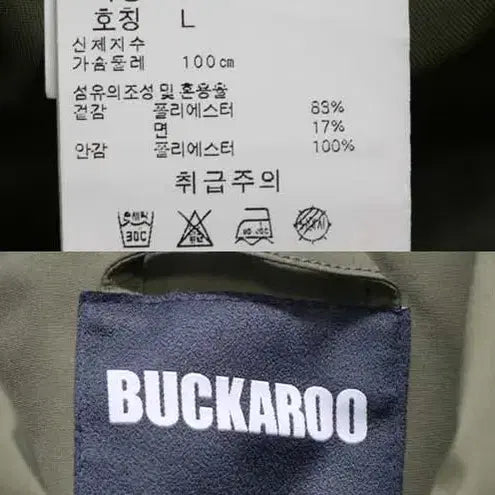 호칭 L
신체지수
가슴둘레 100㎝
섬유의조성 및 혼용율
겉감 폴리에스터 83%
면 17%
안감 폴리에스터 100%
취급주의
30C
BUCKAROO